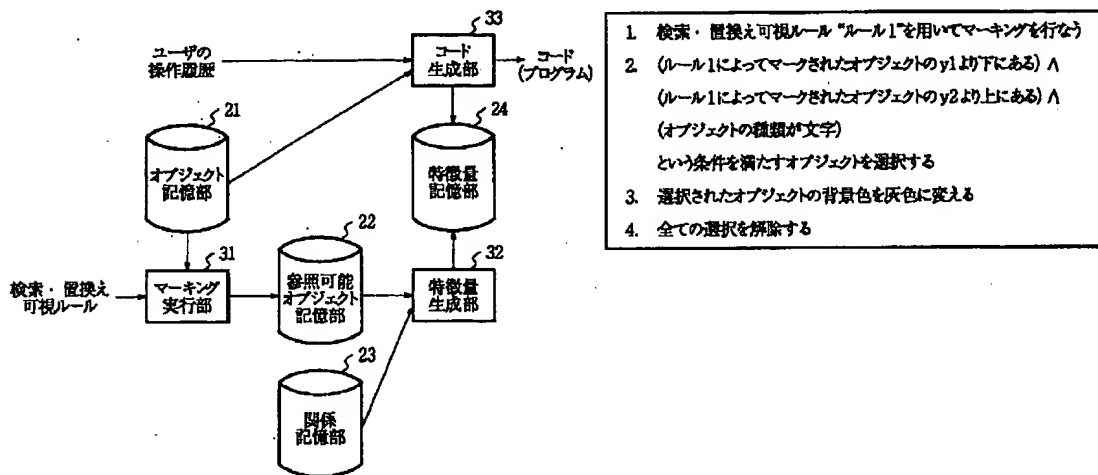 33
ユーザの
操作履歴
コード
生成部
コード
(プログラム)
21
24
オブジェクト
記憶部
特徴量
記憶部
22
31
32
検索・置換え
可視ルール
マーキング
実行部
参照可能
オブジェクト
記憶部
特徴量
生成部
23
関係
記憶部
1. 検索・置換え可視ルール “ルール1”を用いてマーキングを行なう
2. (ルール1によってマークされたオブジェクトのy1より下にある) ∧
(ルール1によってマークされたオブジェクトのy2より上にある) ∧
(オブジェクトの種類が文字)
という条件を満たすオブジェクトを選択する
3. 選択されたオブジェクトの背景色を灰色に変える
4. 全ての選択を解除する